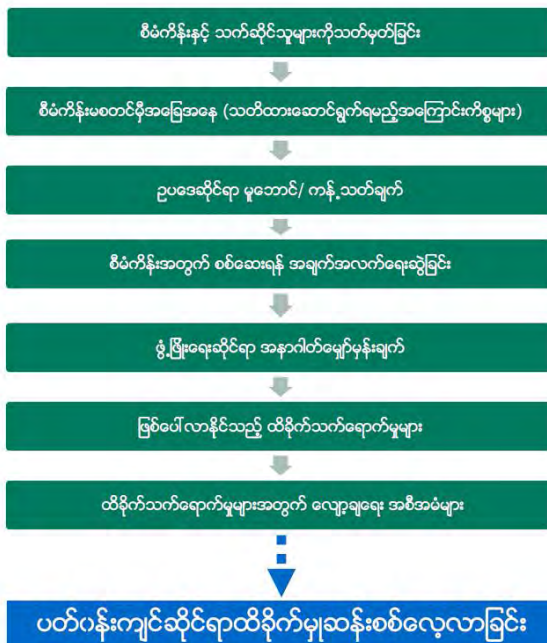 စီမံကိန်းနှင့် သက်ဆိုင်သူများကိုသတ်မှတ်ခြင်း
စီမံကိန်းမစတင်မှီအခြေအနေ (သတိထားဆောင်ရွက်ရမည့်အကြောင်းကိစ္စများ)
ဥပဒေဆိုင်ရာ မူဘောင်/ ကန့်သတ်ချက်
စီမံကိန်းအတွက် စစ်ဆေးရန် အချက်အလက်ရေးဆွဲခြင်း
ဖွံ့ဖြိုးရေးဆိုင်ရာ အနာဂါတ်မျှော်မှန်းချက်
ဖြစ်ပေါ်လာနိုင်သည့် ထိခိုက်သက်ရောက်မှုများ
ထိခိုက်သက်ရောက်မှုများအတွက် လျော့ချရေး အစီအမံများ
ပတ်ဝန်းကျင်ဆိုင်ရာထိခိုက်မှုဆန်းစစ်လေ့လာခြင်း